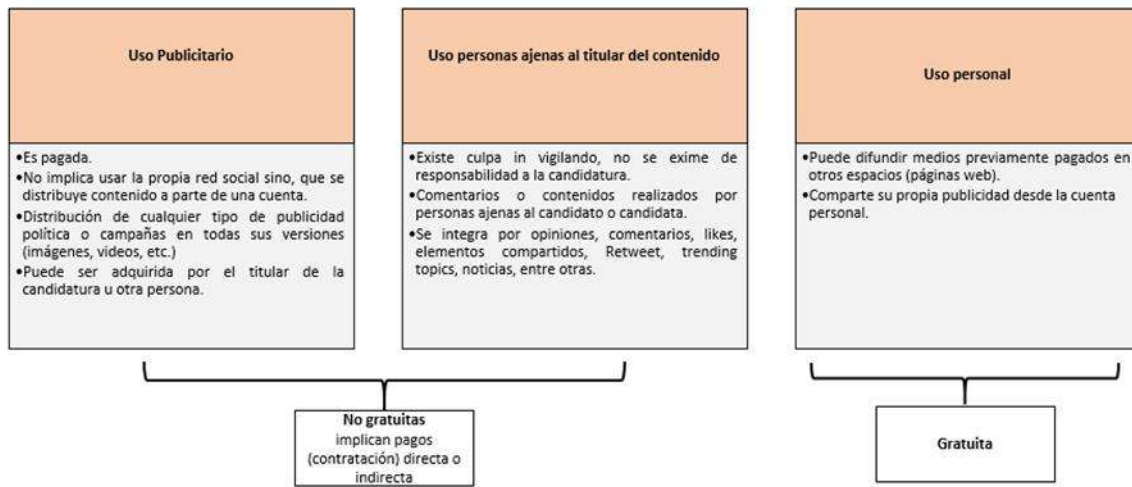 Uso Publicitario
•Es pagada.
•No implica usar la propia red social sino, que se
distribuye contenido a parte de una cuenta.
•Distribución de cualquier tipo de publicidad
política o campañas en todas sus versiones
(imágenes, videos, etc.)
•Puede ser adquirida por el titular de la
candidatura u otra persona.
Uso personas ajenas al titular del contenido
•Existe culpa in vigilando, no se exime de
responsabilidad a la candidatura.
•Comentarios o contenidos realizados por
personas ajenas al candidato o candidata.
•Se integra por opiniones, comentarios, likes,
elementos compartidos, Retweet, trending
topics, noticias, entre otras.
Uso personal
•Puede difundir medios previamente pagados en
otros espacios (páginas web).
•Comparte su propia publicidad desde la cuenta
personal.
No gratuitas
implican pagos
(contratación) directa o
indirecta
Gratuita